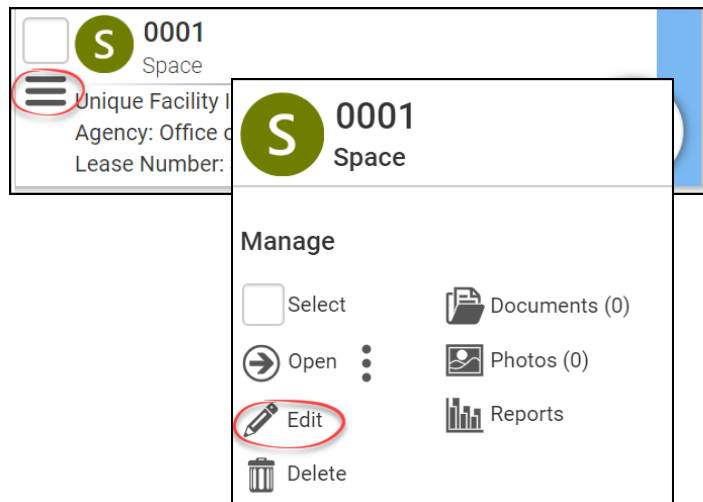 S
0001
Space
Unique Facility
Agency: Office
Lease Number:
S
0001
Space
Manage
Select
Documents (0)
Open
Photos (0)
Edit
Reports
Delete